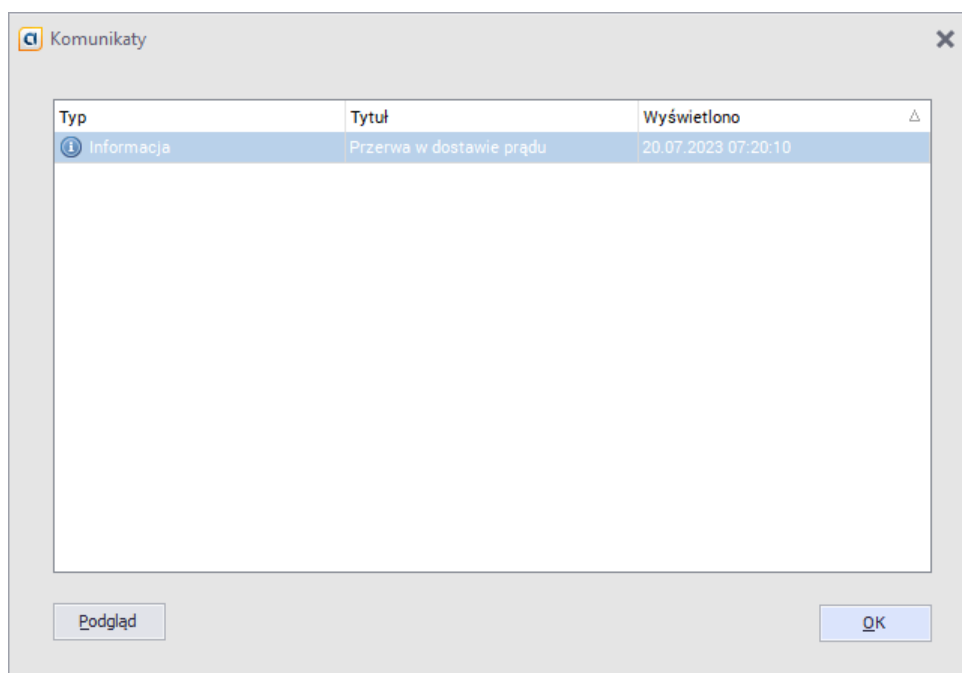 Komunikaty
Typ Tytuł Wyświetlono
Informacja Przerwa w dostawie prądu 20.07.2023 07:20:10
Podgląd OK